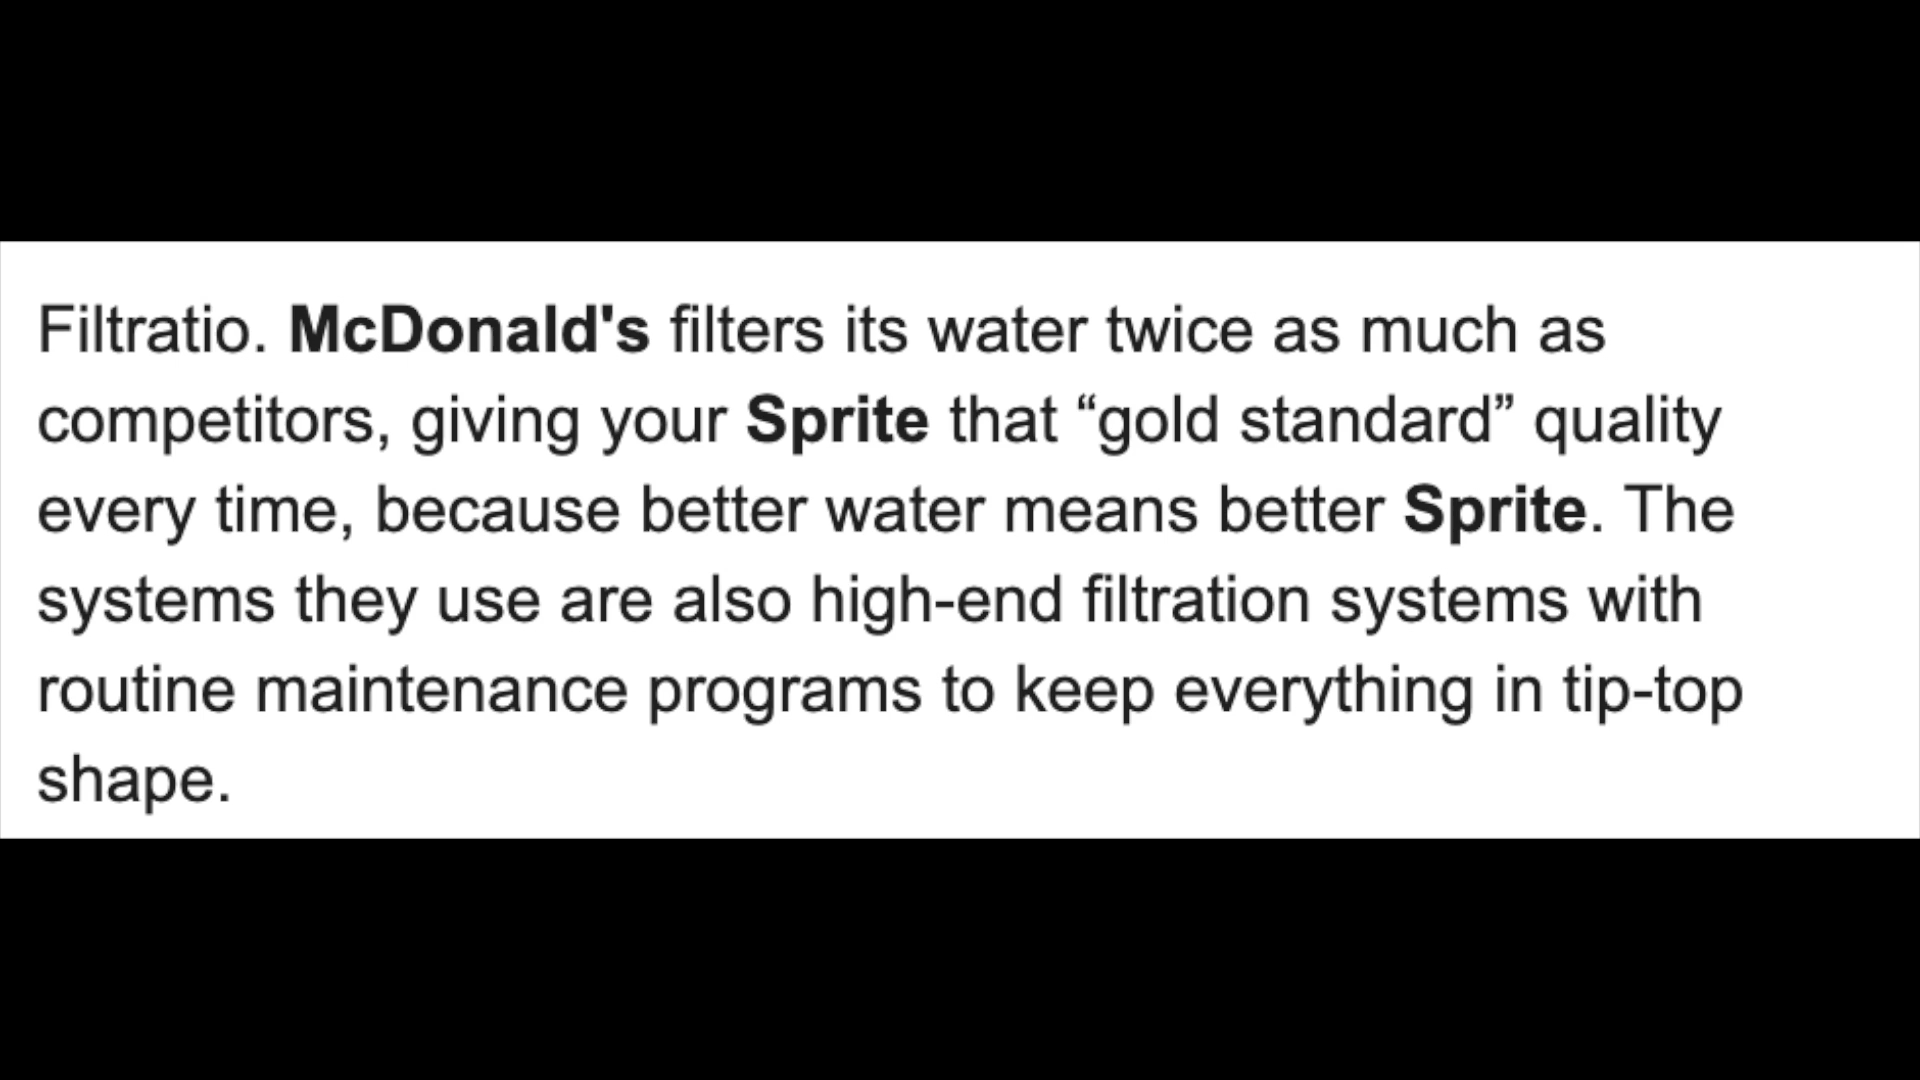 Filtratio. McDonald's filters its water twice as much as
competitors, giving your Sprite that “gold standard” quality
every time, because better water means better Sprite. The
systems they use are also high-end filtration systems with
routine maintenance programs to keep everything in tip-top
shape.